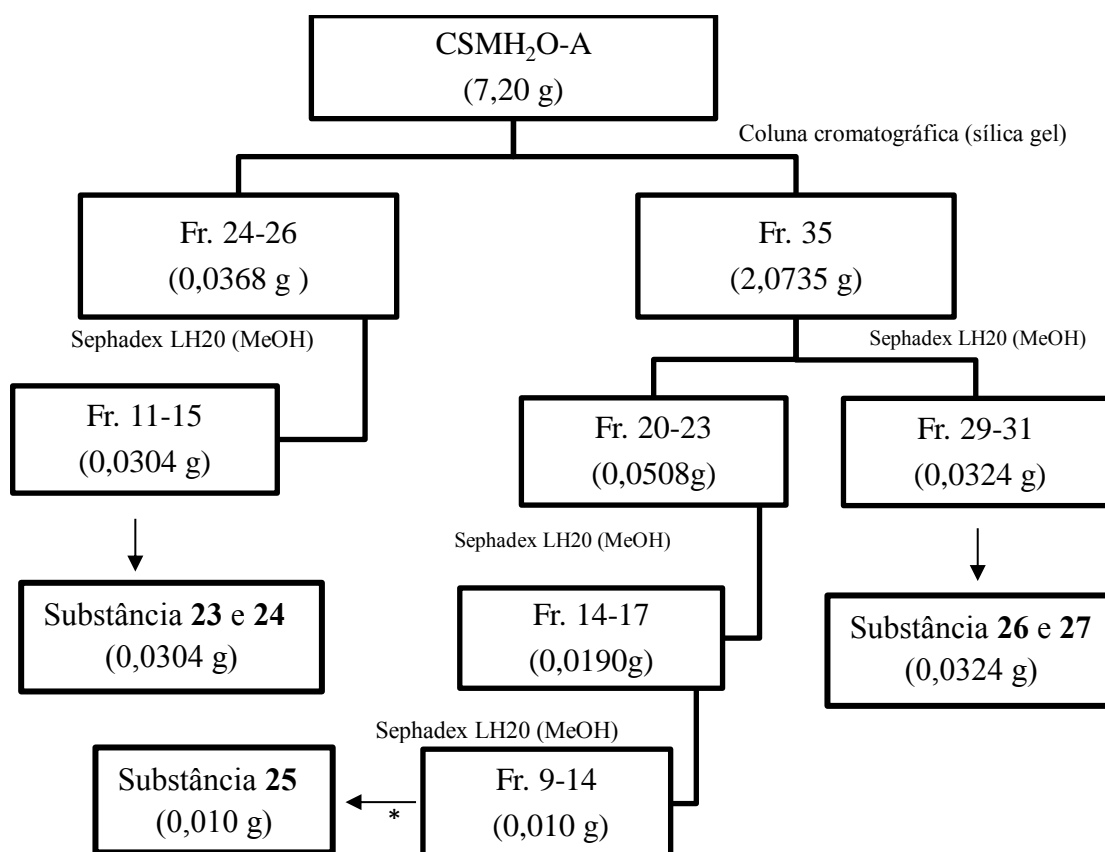 CSMH₂O-A
(7,20 g)
Coluna cromatográfica (sílica gel)
Fr. 24-26
(0,0368 g )
Fr. 35
(2,0735 g)
Sephadex LH20 (MeOH)
Sephadex LH20 (MeOH)
Fr. 11-15
(0,0304 g)
Fr. 20-23
(0,0508g)
Fr. 29-31
(0,0324 g)
Sephadex LH20 (MeOH)
Substância 23 e 24
(0,0304 g)
Fr. 14-17
(0,0190g)
Substância 26 e 27
(0,0324 g)
Sephadex LH20 (MeOH)
Substância 25
(0,010 g)
*
Fr. 9-14
(0,010 g)